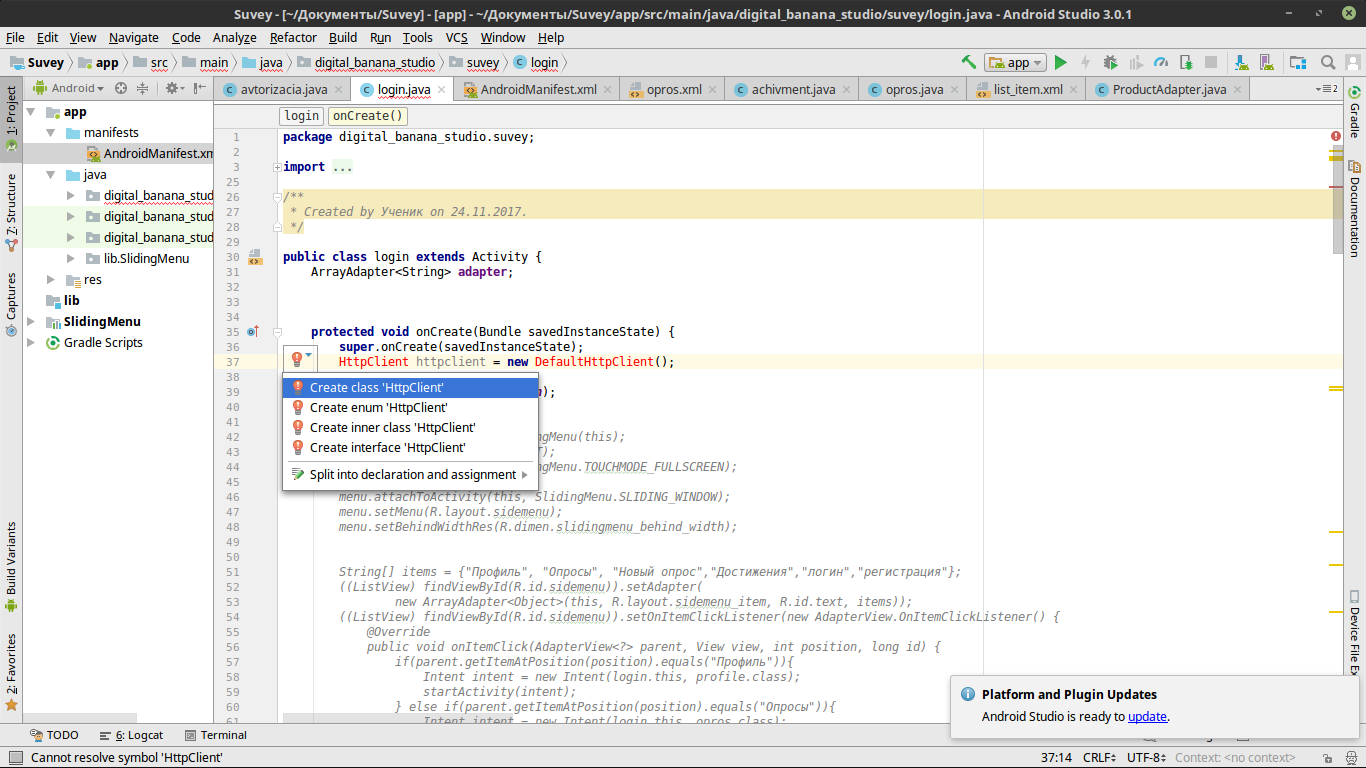 Suvey - [~/Документы/Suvey] - [app] - ~/Документы/Suvey/app/src/main/java/digital_banana_studio/suvey/login.java - Android Studio 3.0.1
File Edit View Navigate Code Analyze Refactor Build Run Tools VCS Window Help
Suvey app src main java digital_banana_studio suvey login app
1: Project
Z: Structure
Captures
Build Variants
2: Favorites
Android
app
manifests
AndroidManifest.xm
java
digital_banana_stud
digital_banana_stud
digital_banana_stud
lib.SlidingMenu
res
lib
SlidingMenu
Gradle Scripts
avtorizacia.java login.java AndroidManifest.xml opros.xml achivment.java opros.java list_item.xml ProductAdapter.java 2
login onCreate()
1 package digital_banana_studio.suvey;
2
3 import ...
25
26 /**
27 * Created by Ученик on 24.11.2017.
28 */
29
30 public class login extends Activity {
31 ArrayAdapter<String> adapter;
32
33
34
35 protected void onCreate(Bundle savedInstanceState) {
36 super.onCreate(savedInstanceState);
37 HttpClient httpclient = new DefaultHttpClient();
38
39 );
40
41
42 ngMenu(this);
43 );
44 ngMenu.TOUCHMODE_FULLSCREEN);
45
46 menu.attachToActivity(this, SlidingMenu.SLIDING_WINDOW);
47 menu.setMenu(R.layout.sidemenu);
48 menu.setBehindWidthRes(R.dimen.slidingmenu_behind_width);
49
50
51 String[] items = {"Профиль", "Опросы", "Новый опрос","Достижения","логин","регистрация"};
52 ((ListView) findViewById(R.id.sidemenu)).setAdapter(
53 new ArrayAdapter<Object>(this, R.layout.sidemenu_item, R.id.text, items));
54 ((ListView) findViewById(R.id.sidemenu)).setOnItemClickListener(new AdapterView.OnItemClickListener() {
55 @Override
56 public void onItemClick(AdapterView<?> parent, View view, int position, long id) {
57 if(parent.getItemAtPosition(position).equals("Профиль")){
58 Intent intent = new Intent(login.this, profile.class);
59 startActivity(intent);
60 } else if(parent.getItemAtPosition(position).equals("Опросы")){
61 Intent intent = new Intent(login.this, opros.class);
Create class 'HttpClient'
Create enum 'HttpClient'
Create inner class 'HttpClient'
Create interface 'HttpClient'
Split into declaration and assignment
Gradle
Documentation
Device File Ex
Platform and Plugin Updates
Android Studio is ready to update.
TODO 6: Logcat Terminal
Cannot resolve symbol 'HttpClient' 37:14 CRLF UTF-8 Context: <no context>